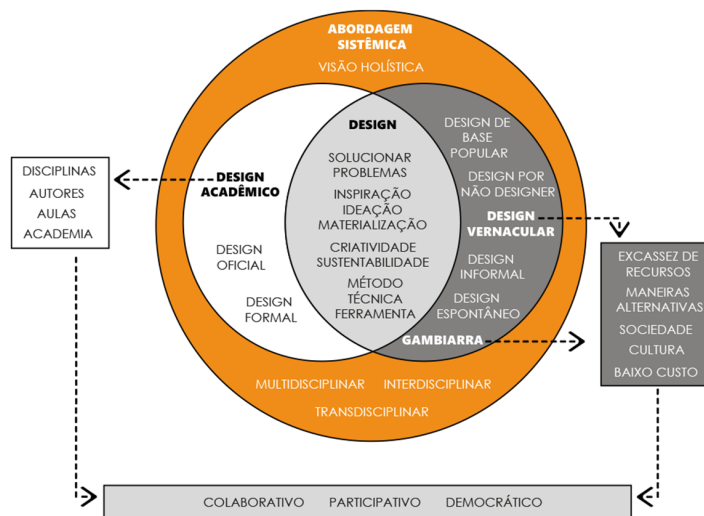 ABORDAGEM
SISTÊMICA
VISÃO HOLÍSTICA
DISCIPLINAS
AUTORES
AULAS
ACADEMIA
DESIGN
ACADÊMICO
DESIGN
OFICIAL
DESIGN
FORMAL
DESIGN
SOLUCIONAR
PROBLEMAS
INSPIRAÇÃO
IDEAÇÃO
MATERIALIZAÇÃO
CRIATIVIDADE
SUSTENTABILIDADE
MÉTODO
TÉCNICA
FERRAMENTA
DESIGN DE
BASE
POPULAR
DESIGN POR
NÃO DESIGNER
DESIGN
VERNACULAR
DESIGN
INFORMAL
DESIGN
ESPONTÂNEO
GAMBIARRA
EXCASSEZ DE
RECURSOS
MANEIRAS
ALTERNATIVAS
SOCIEDADE
CULTURA
BAIXO CUSTO
MULTIDISCIPLINAR INTERDISCIPLINAR
TRANSDISCIPLINAR
COLABORATIVO PARTICIPATIVO DEMOCRÁTICO